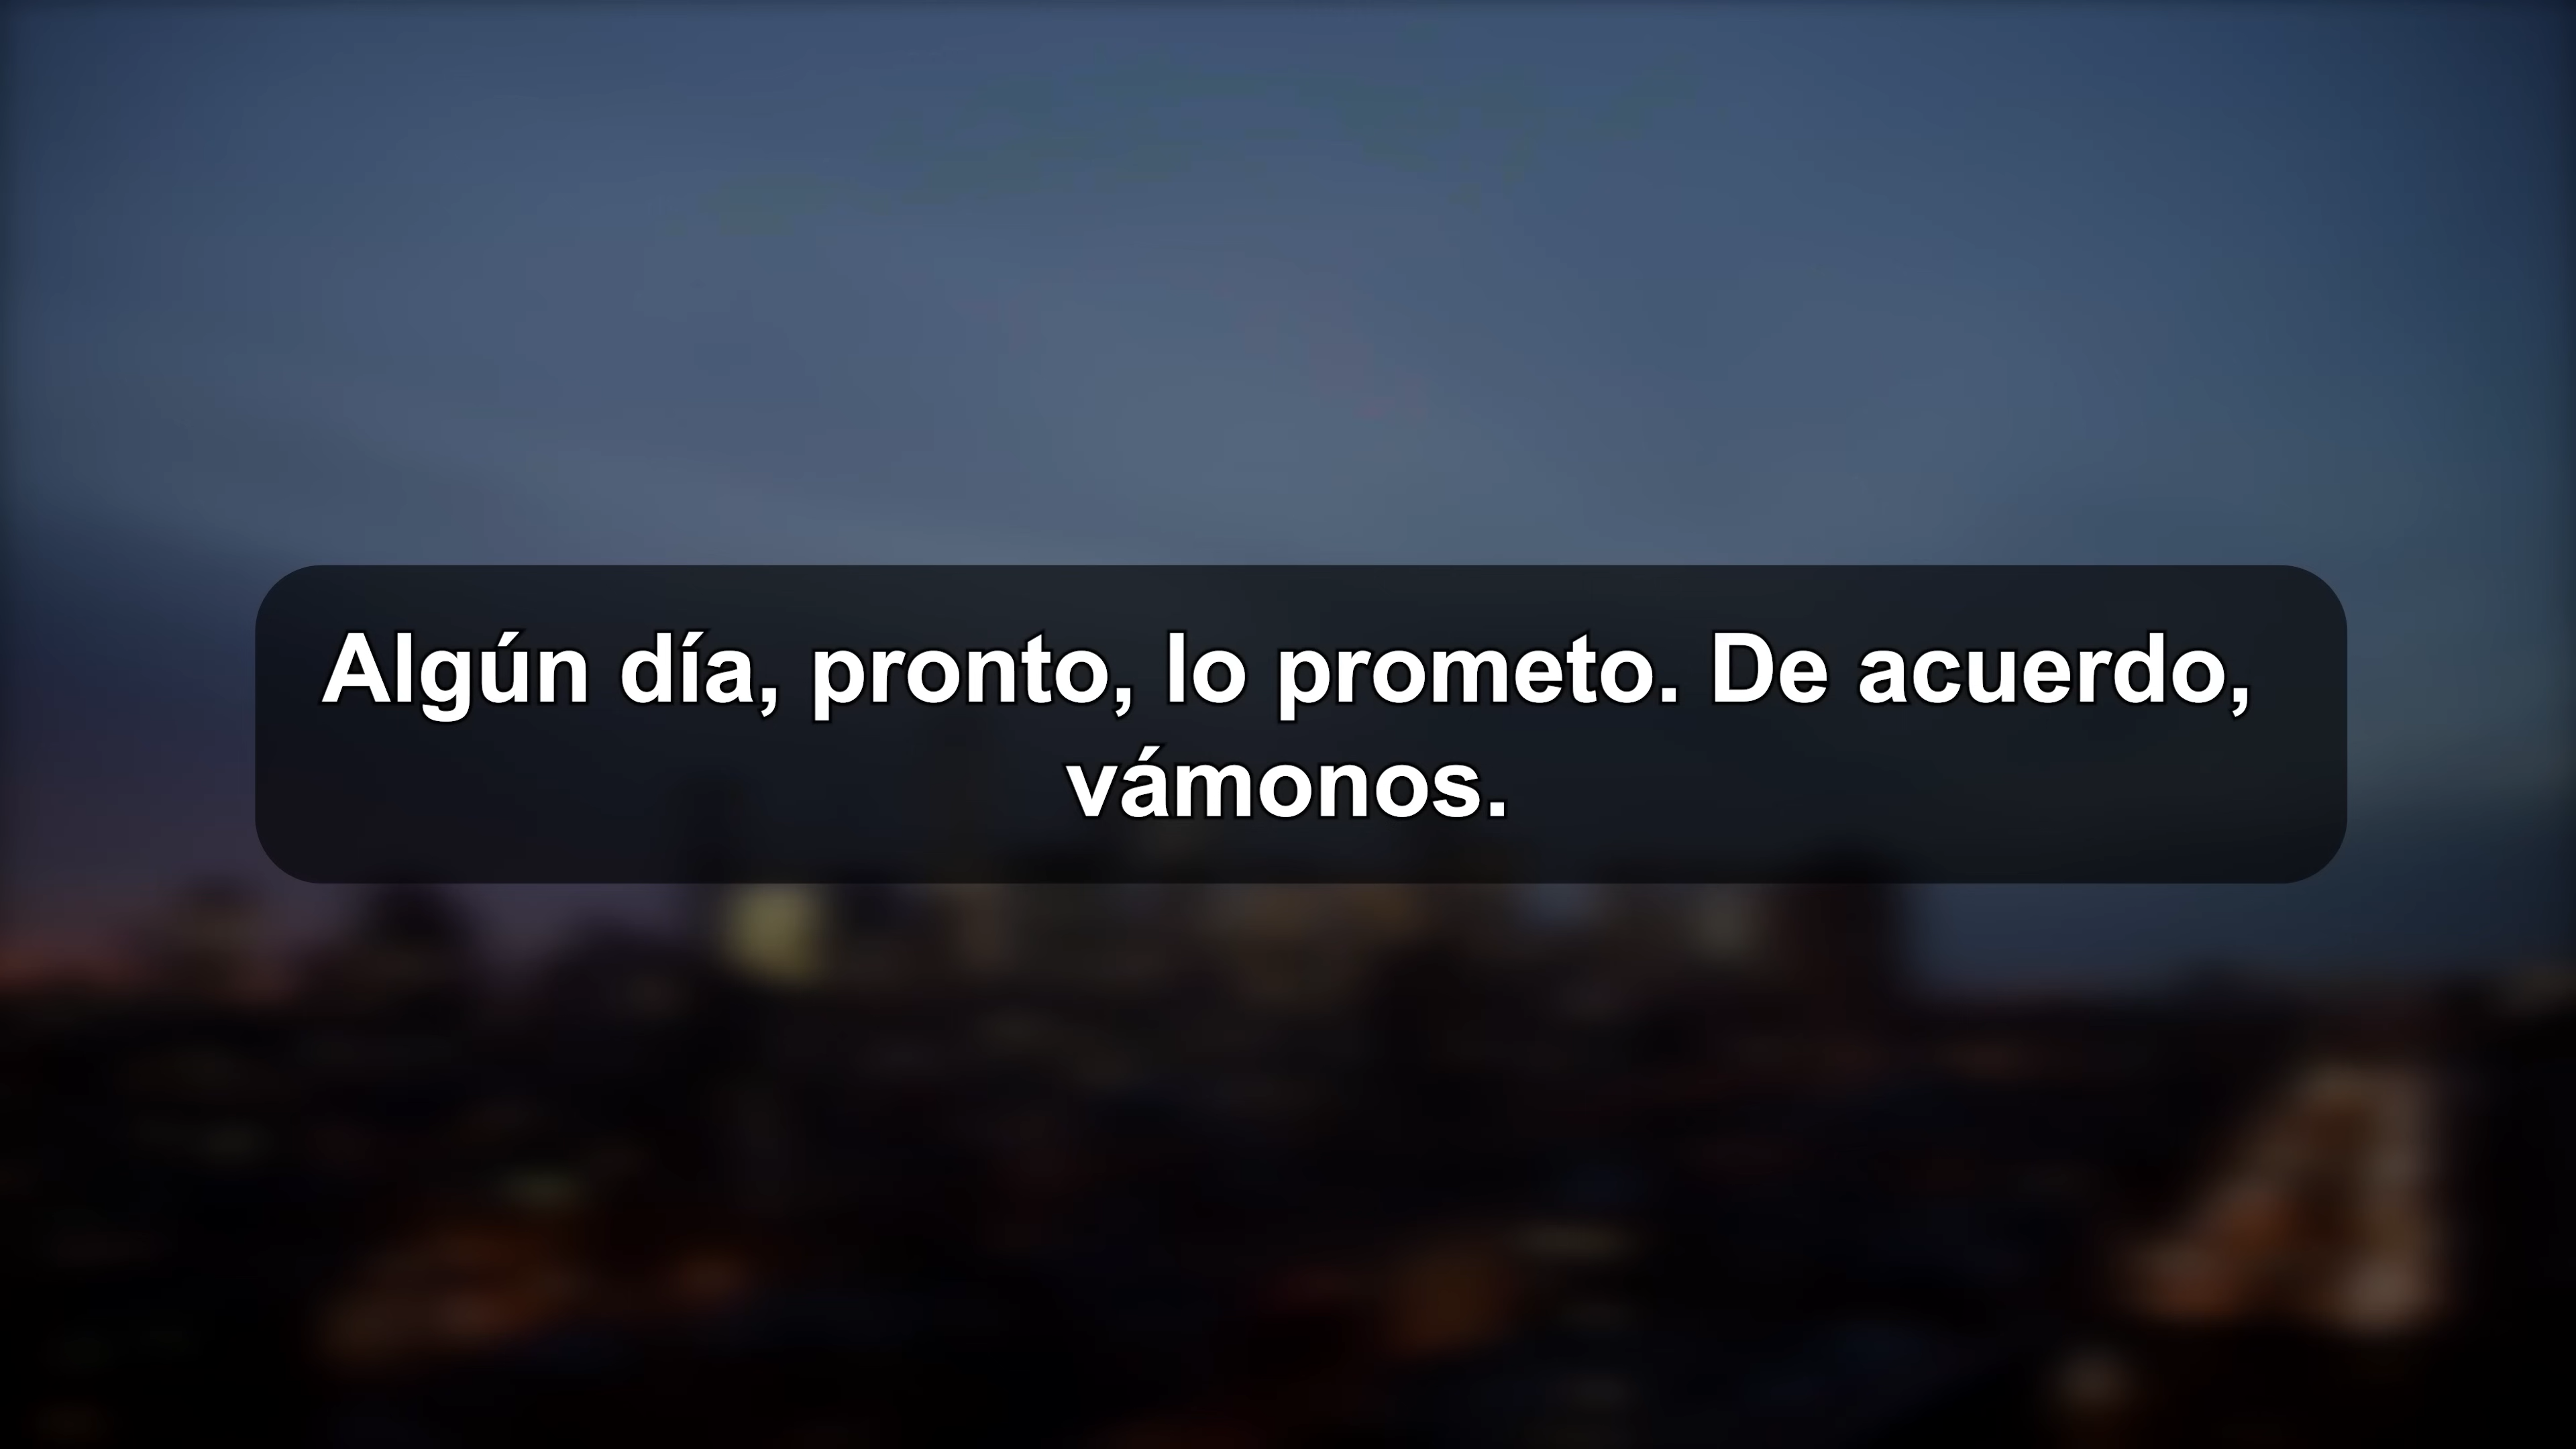 Algún día, pronto, lo prometo. De acuerdo,
vámonos.